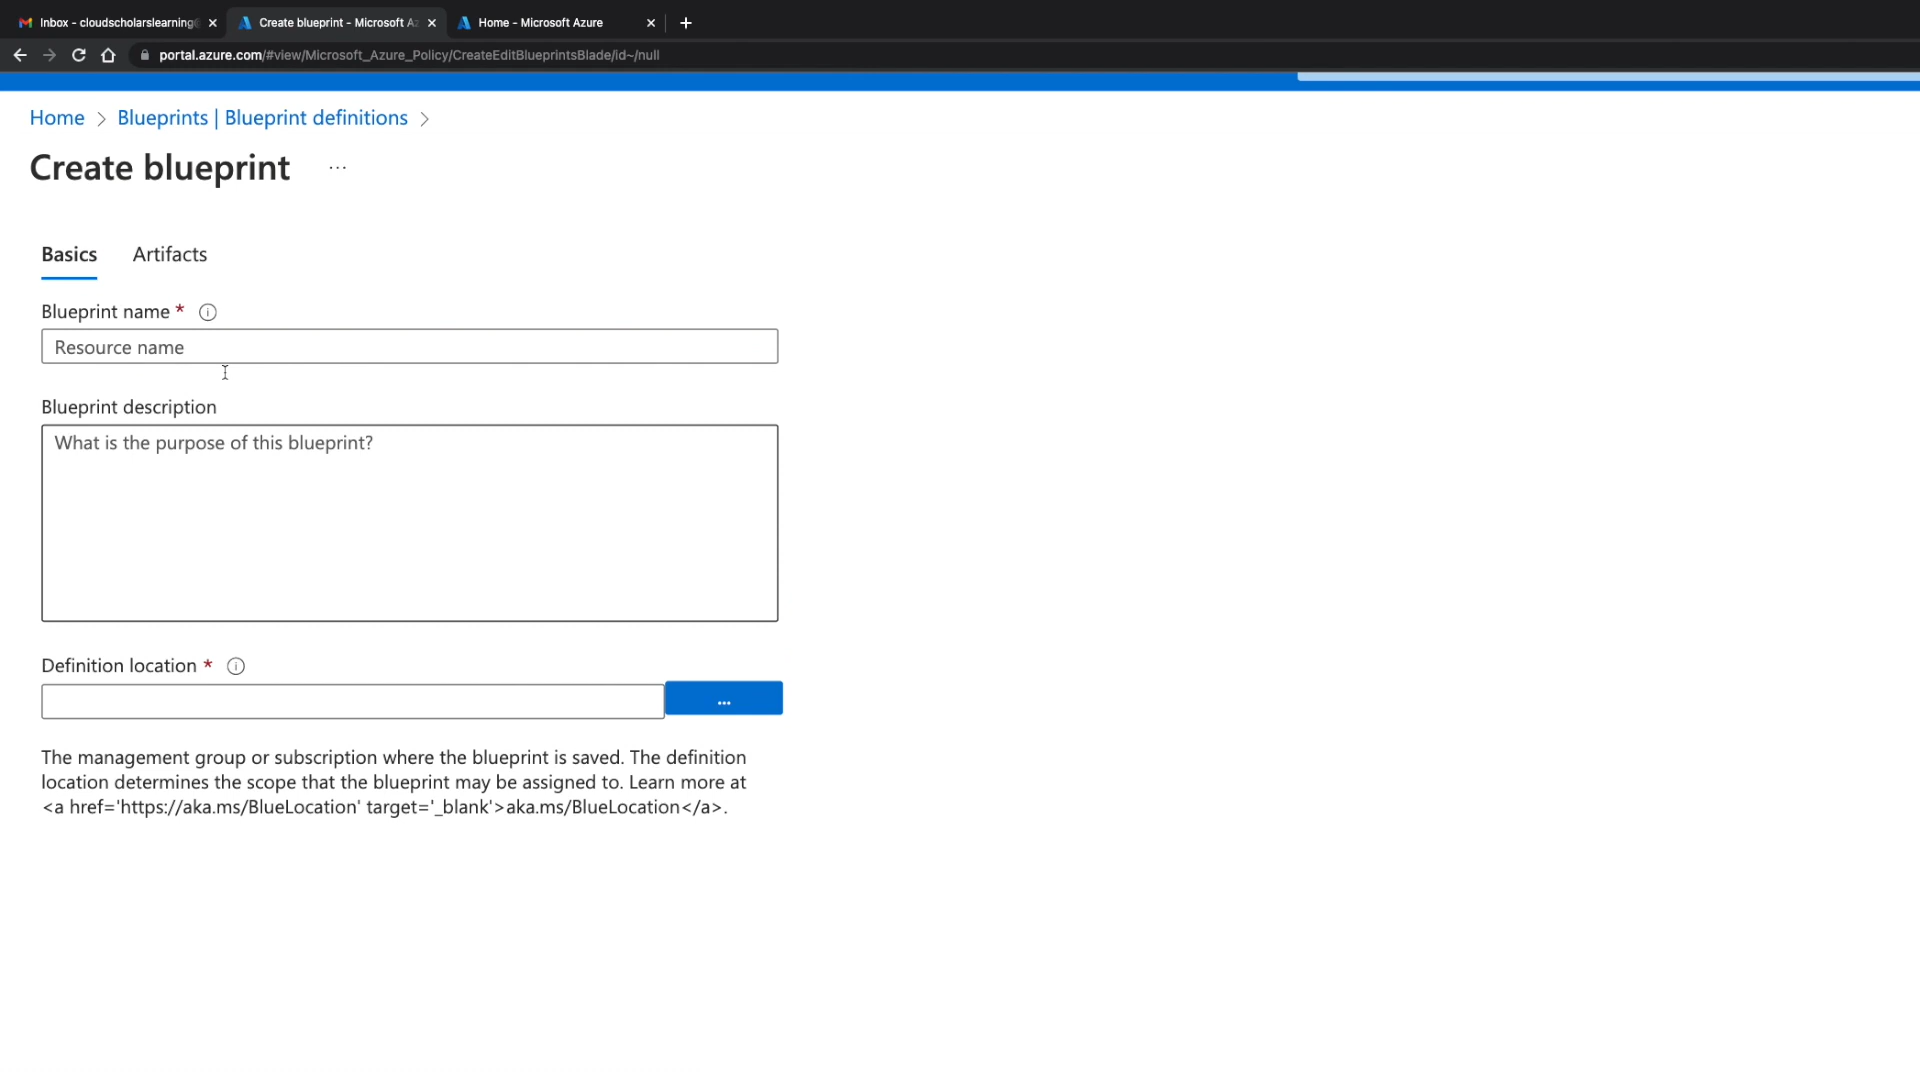 Inbox - cloudscholarslearning@
Create blueprint - Microsoft Az
Home - Microsoft Azure
portal.azure.com/#view/Microsoft_Azure_Policy/CreateEditBlueprintsBlade/id~/null
Home > Blueprints | Blueprint definitions >
Create blueprint ...
Basics Artifacts
Blueprint name *
Resource name
Blueprint description
What is the purpose of this blueprint?
Definition location *
...
The management group or subscription where the blueprint is saved. The definition
location determines the scope that the blueprint may be assigned to. Learn more at
<a href='https://aka.ms/BlueLocation' target='_blank'>aka.ms/BlueLocation</a>.